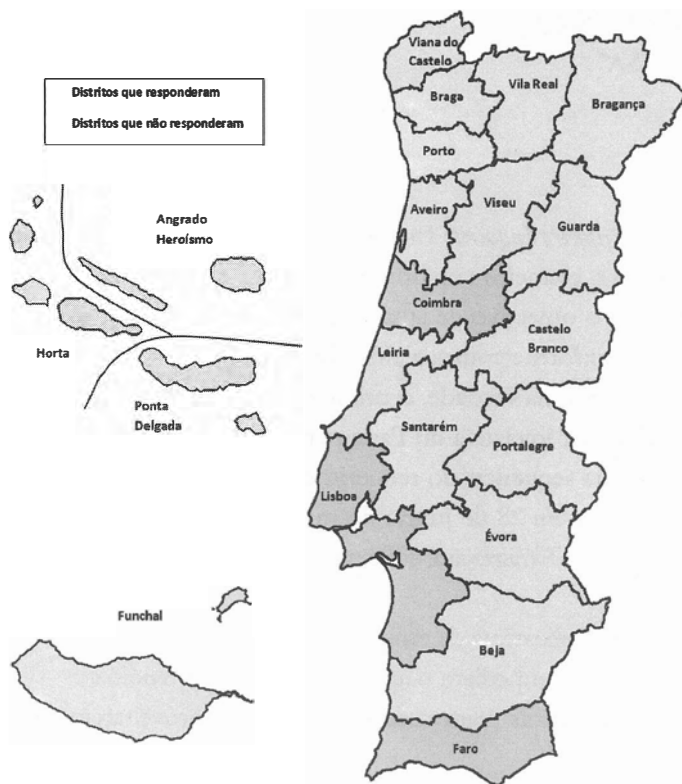 Distritos que responderam
Distritos que não responderam
Viana do
Castelo
Vila Real
Bragança
Braga
Porto
Aveiro
Viseu
Guarda
Angrado
Heroísmo
Coimbra
Castelo
Branco
Horta
Leiria
Ponta
Delgada
Santarém
Portalegre
Lisboa
Évora
Funchal
Beja
Faro